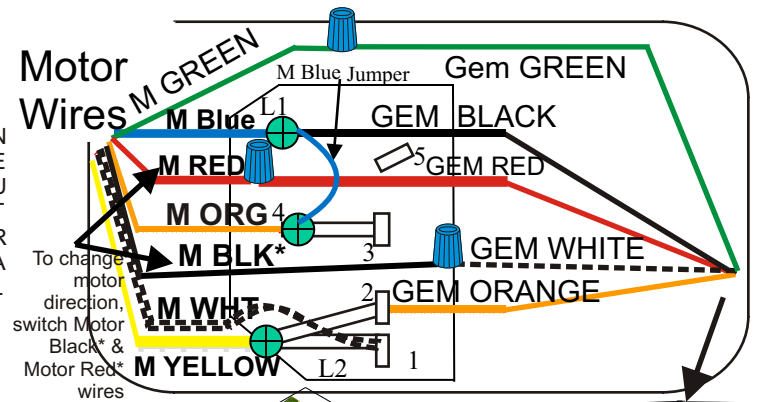 Motor
Wires
M GREEN
Gem GREEN
M Blue Jumper
L1
M Blue
GEM BLACK
M RED
5
GEM RED
M ORG
4
3
M BLK*
GEM WHITE
M WHT
2
GEM ORANGE
M YELLOW
L2
1
To change
motor
direction,
switch Motor
Black* &
Motor Red*
wires
N
E
U
T
R
A